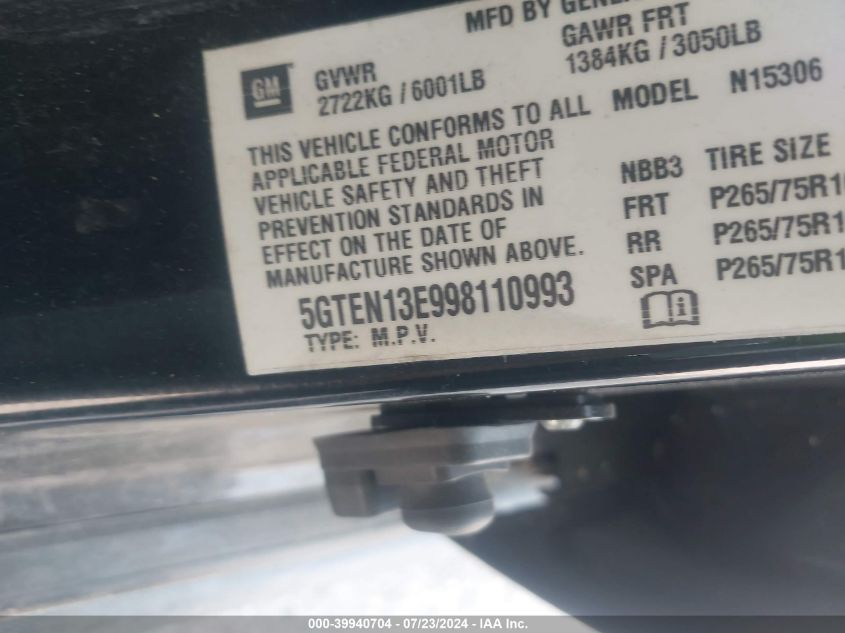 MFD BY
GM
GVWR
2722KG / 6001LB
GAWR FRT
1384KG / 3050LB
THIS VEHICLE CONFORMS TO ALL
APPLICABLE FEDERAL MOTOR
VEHICLE SAFETY AND THEFT
PREVENTION STANDARDS IN
EFFECT ON THE DATE OF
MANUFACTURE SHOWN ABOVE.
5GTEN13E998110993
TYPE: M.P.V.
MODEL N15306
NBB3 TIRE SIZE
FRT P265/75R1
RR P265/75R1
SPA P265/75R1
000-39940704 - 07/23/2024 - IAA Inc.